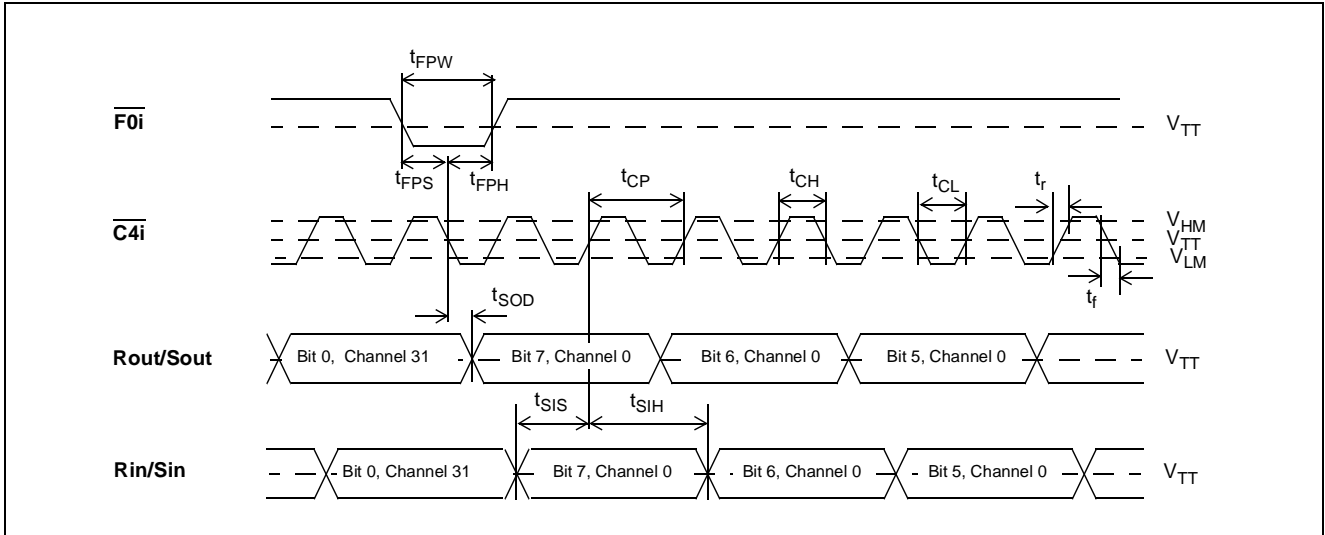 tFPW
F0i
VTT
tFPS
tFPH
tCP
tCH
tCL
tr
C4i
VHM
VTT
VLM
tf
tSOD
Rout/Sout
Bit 0, Channel 31
Bit 7, Channel 0
Bit 6, Channel 0
Bit 5, Channel 0
VTT
tSIS
tSIH
Rin/Sin
Bit 0, Channel 31
Bit 7, Channel 0
Bit 6, Channel 0
Bit 5, Channel 0
VTT